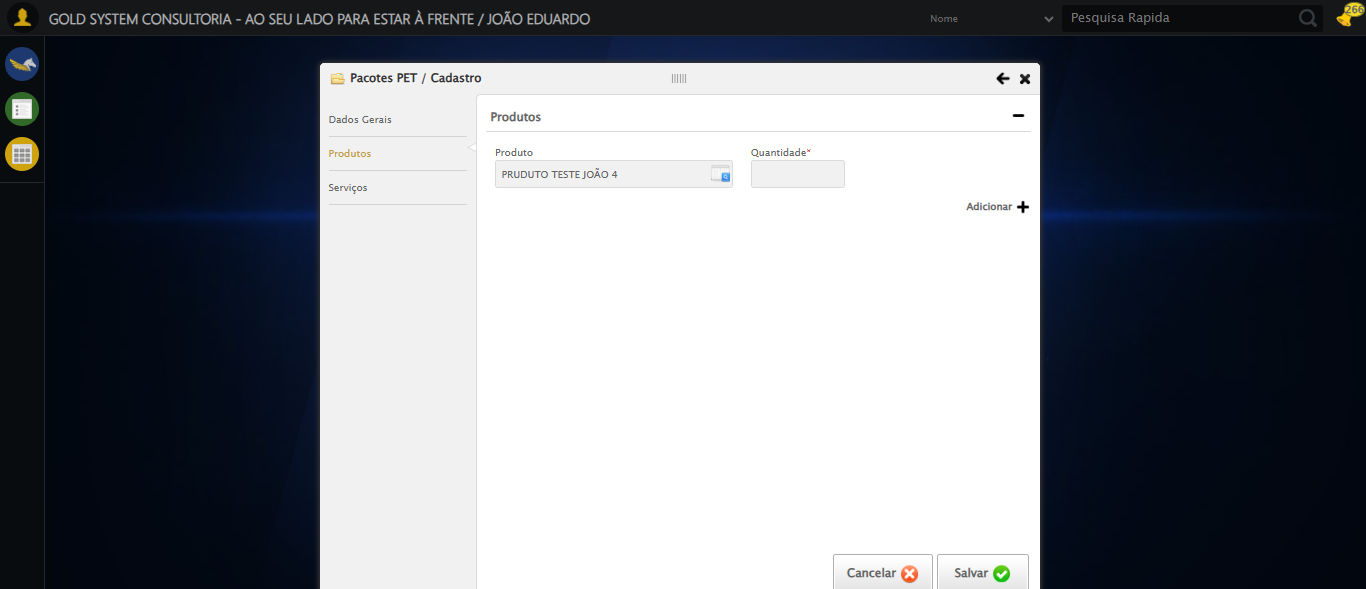 GOLD SYSTEM CONSULTORIA - AO SEU LADO PARA ESTAR À FRENTE / JOÃO EDUARDO
Nome
Pesquisa Rapida
266
Pacotes PET / Cadastro
Dados Gerais
Produtos
Serviços
Produtos
Produto
Quantidade*
PRUDUTO TESTE JOÃO 4
Adicionar
Cancelar
Salvar